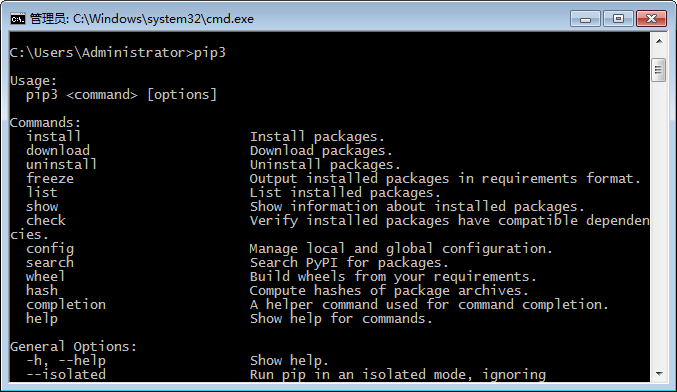 管理员: C:\Windows\system32\cmd.exe
C:\Users\Administrator>pip3
Usage:
  pip3 <command> [options]
Commands:
  install                     Install packages.
  download                    Download packages.
  uninstall                   Uninstall packages.
  freeze                      Output installed packages in requirements format.
  list                        List installed packages.
  show                        Show information about installed packages.
  check                       Verify installed packages have compatible dependen
cies.
  config                      Manage local and global configuration.
  search                      Search PyPI for packages.
  wheel                       Build wheels from your requirements.
  hash                        Compute hashes of package archives.
  completion                  A helper command used for command completion.
  help                        Show help for commands.
General Options:
  -h, --help                  Show help.
  --isolated                  Run pip in an isolated mode, ignoring